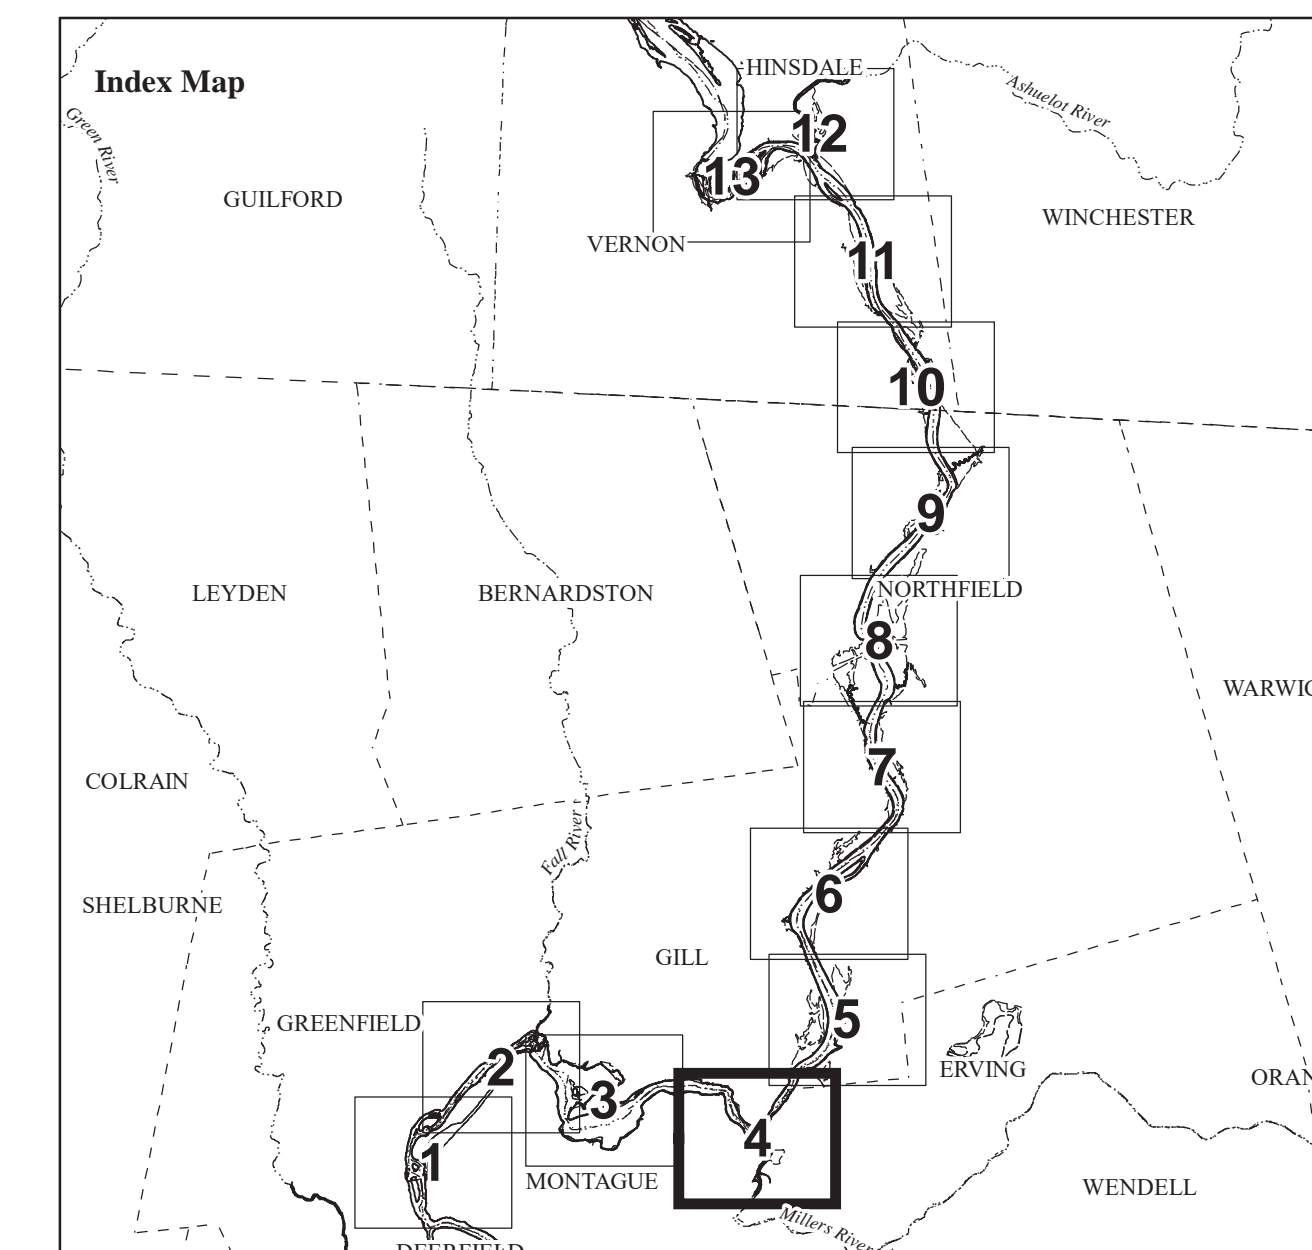 HINSDALE
Index Map
Ashuelot River
Green River
12
13
GUILFORD
WINCHESTER
VERNON
11
10
9
LEYDEN
BERNARDSTON
NORTHFIELD
8
WARWIC
7
COLRAIN
Fall River
6
SHELBURNE
GILL
5
GREENFIELD
2
ERVING
ORAN
3
4
1
MONTAGUE
WENDELL
Millers River
DEERFIELD